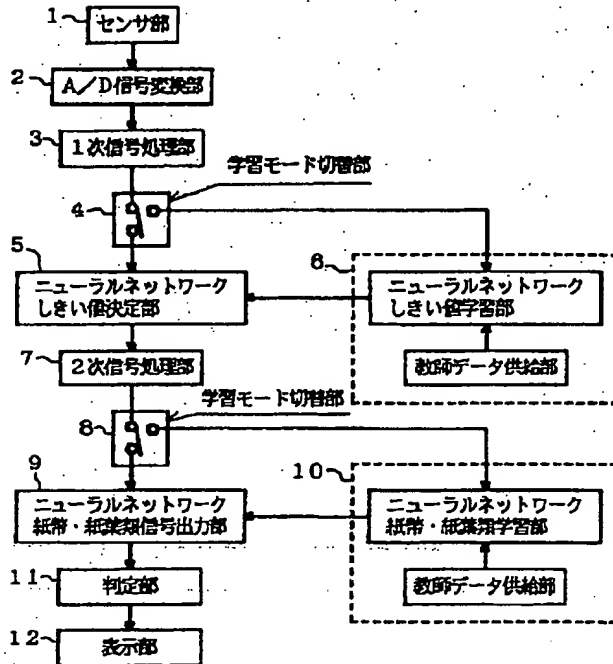 1
センサ部
2
A/D信号変換部
3
1次信号処理部
学習モード切替部
4
5
ニューラルネットワーク
しきい値決定部
6
ニューラルネットワーク
しきい値学習部
教師データ供給部
7
2次信号処理部
学習モード切替部
8
9
ニューラルネットワーク
紙幣・紙葉類信号出力部
10
ニューラルネットワーク
紙幣・紙葉類学習部
教師データ供給部
11
判定部
12
表示部